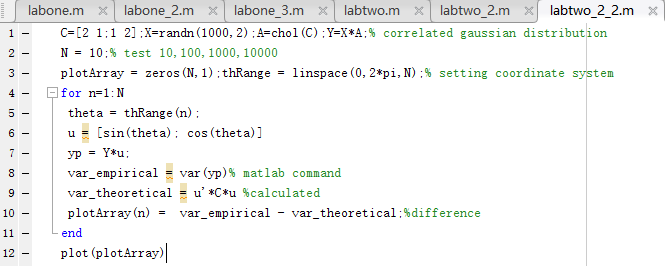 labone.m × labone_2.m × labone_3.m × labtwo.m × labtwo_2.m × labtwo_2_2.m ×
1 – C=[2 1;1 2];X=randn(1000,2);A=chol(C);Y=X*A;% correlated gaussian distribution
2 – N = 10;% test 10,100,1000,10000
3 – plotArray = zeros(N,1);thRange = linspace(0,2*pi,N);% setting coordinate system
4 – for n=1:N
5 – theta = thRange(n);
6 – u = [sin(theta); cos(theta)]
7 – yp = Y*u;
8 – var_empirical = var(yp)% matlab command
9 – var_theoretical = u'*C*u %calculated
10 – plotArray(n) =  var_empirical - var_theoretical;%difference
11 – end
12 – plot(plotArray)